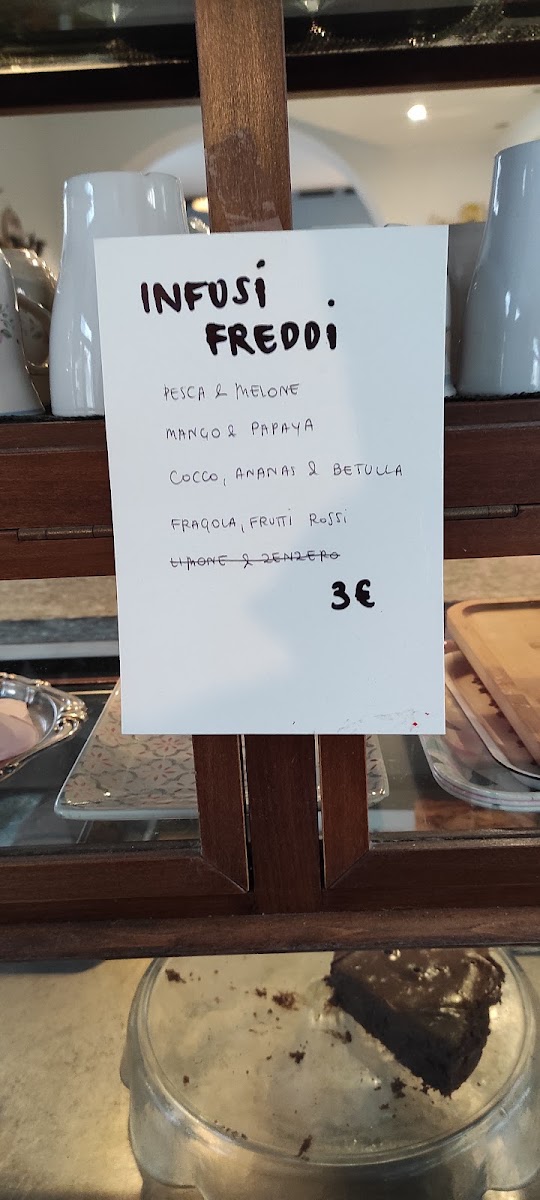 INFUSI
FREDDI
PESCA & MELONE
MANGO & PAPAYA
COCCO, ANANAS & BETULLA
FRAGOLA, FRUTTI ROSSI
LIMONE & ZENZERO
3€